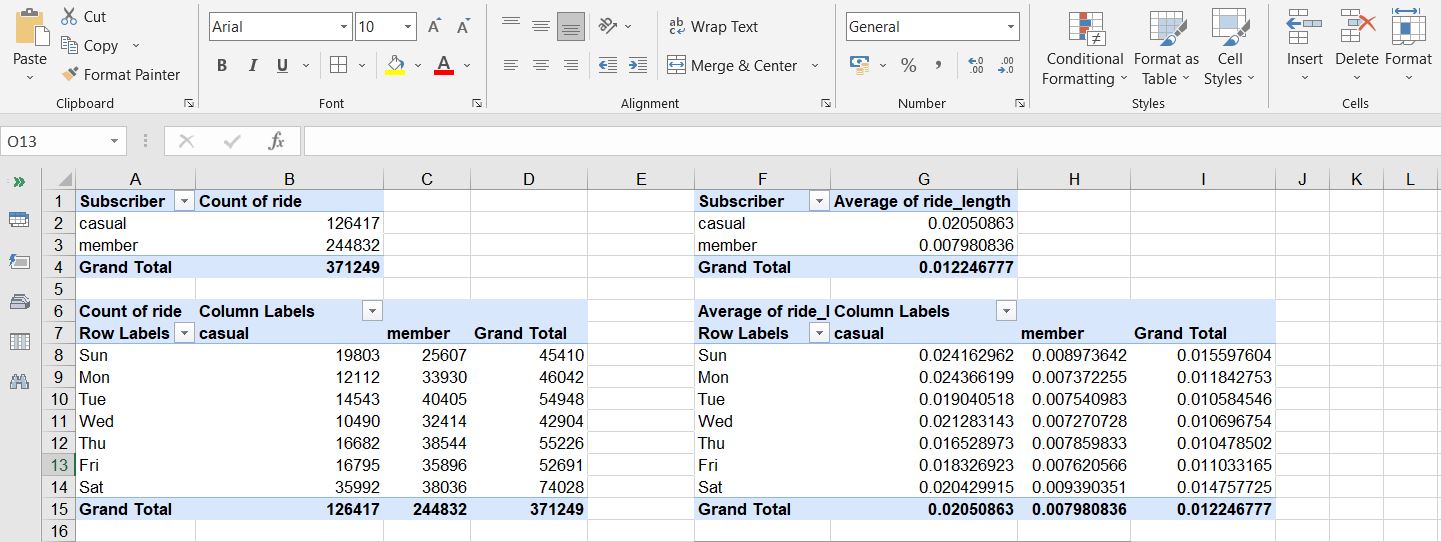 Cut
Copy
Format Painter
Paste
Clipboard
Arial 10
B I U A
Font
ab Wrap Text
Merge & Center
Alignment
General
% 9
Number
Conditional Formatting
Format as Table
Cell Styles
Styles
Insert Delete Format
Cells
O13 fx
A B C D E F G H I J K L
1 Subscriber Count of ride Subscriber Average of ride_length
2 casual 126417 casual 0.02050863
3 member 244832 member 0.007980836
4 Grand Total 371249 Grand Total 0.012246777
5
6 Count of ride Column Labels Average of ride_l Column Labels
7 Row Labels casual member Grand Total Row Labels casual member Grand Total
8 Sun 19803 25607 45410 Sun 0.024162962 0.008973642 0.015597604
9 Mon 12112 33930 46042 Mon 0.024366199 0.007372255 0.011842753
10 Tue 14543 40405 54948 Tue 0.019040518 0.007540983 0.010584546
11 Wed 10490 32414 42904 Wed 0.021283143 0.007270728 0.010696754
12 Thu 16682 38544 55226 Thu 0.016528973 0.007859833 0.010478502
13 Fri 16795 35896 52691 Fri 0.018326923 0.007620566 0.011033165
14 Sat 35992 38036 74028 Sat 0.020429915 0.009390351 0.014757725
15 Grand Total 126417 244832 371249 Grand Total 0.02050863 0.007980836 0.012246777
16